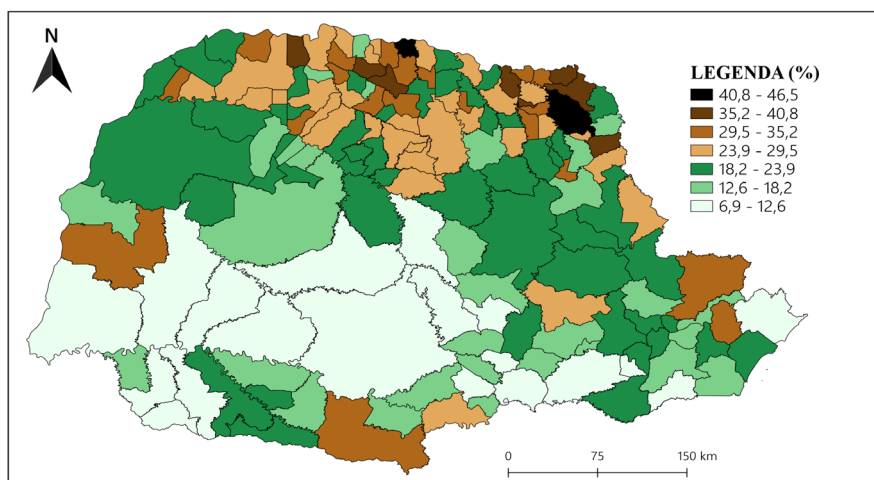 N
LEGENDA (%)
40,8 - 46,5
35,2 - 40,8
29,5 - 35,2
23,9 - 29,5
18,2 - 23,9
12,6 - 18,2
6,9 - 12,6
0 75 150 km